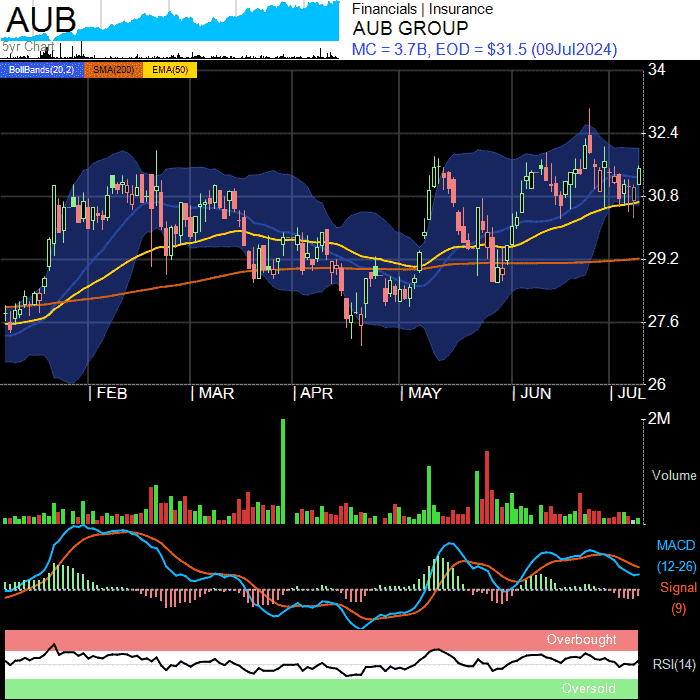 AUB
5yr Chart
Financials | Insurance
AUB GROUP
MC = 3.7B, EOD = $31.5 (09Jul2024)
BollBands(20,2) SMA(200) EMA(50)
34
32.4
30.8
29.2
27.6
26
| FEB | MAR | APR | MAY | JUN | JUL
2M
Volume
MACD
(12-26)
Signal
(9)
Overbought
RSI(14)
Oversold